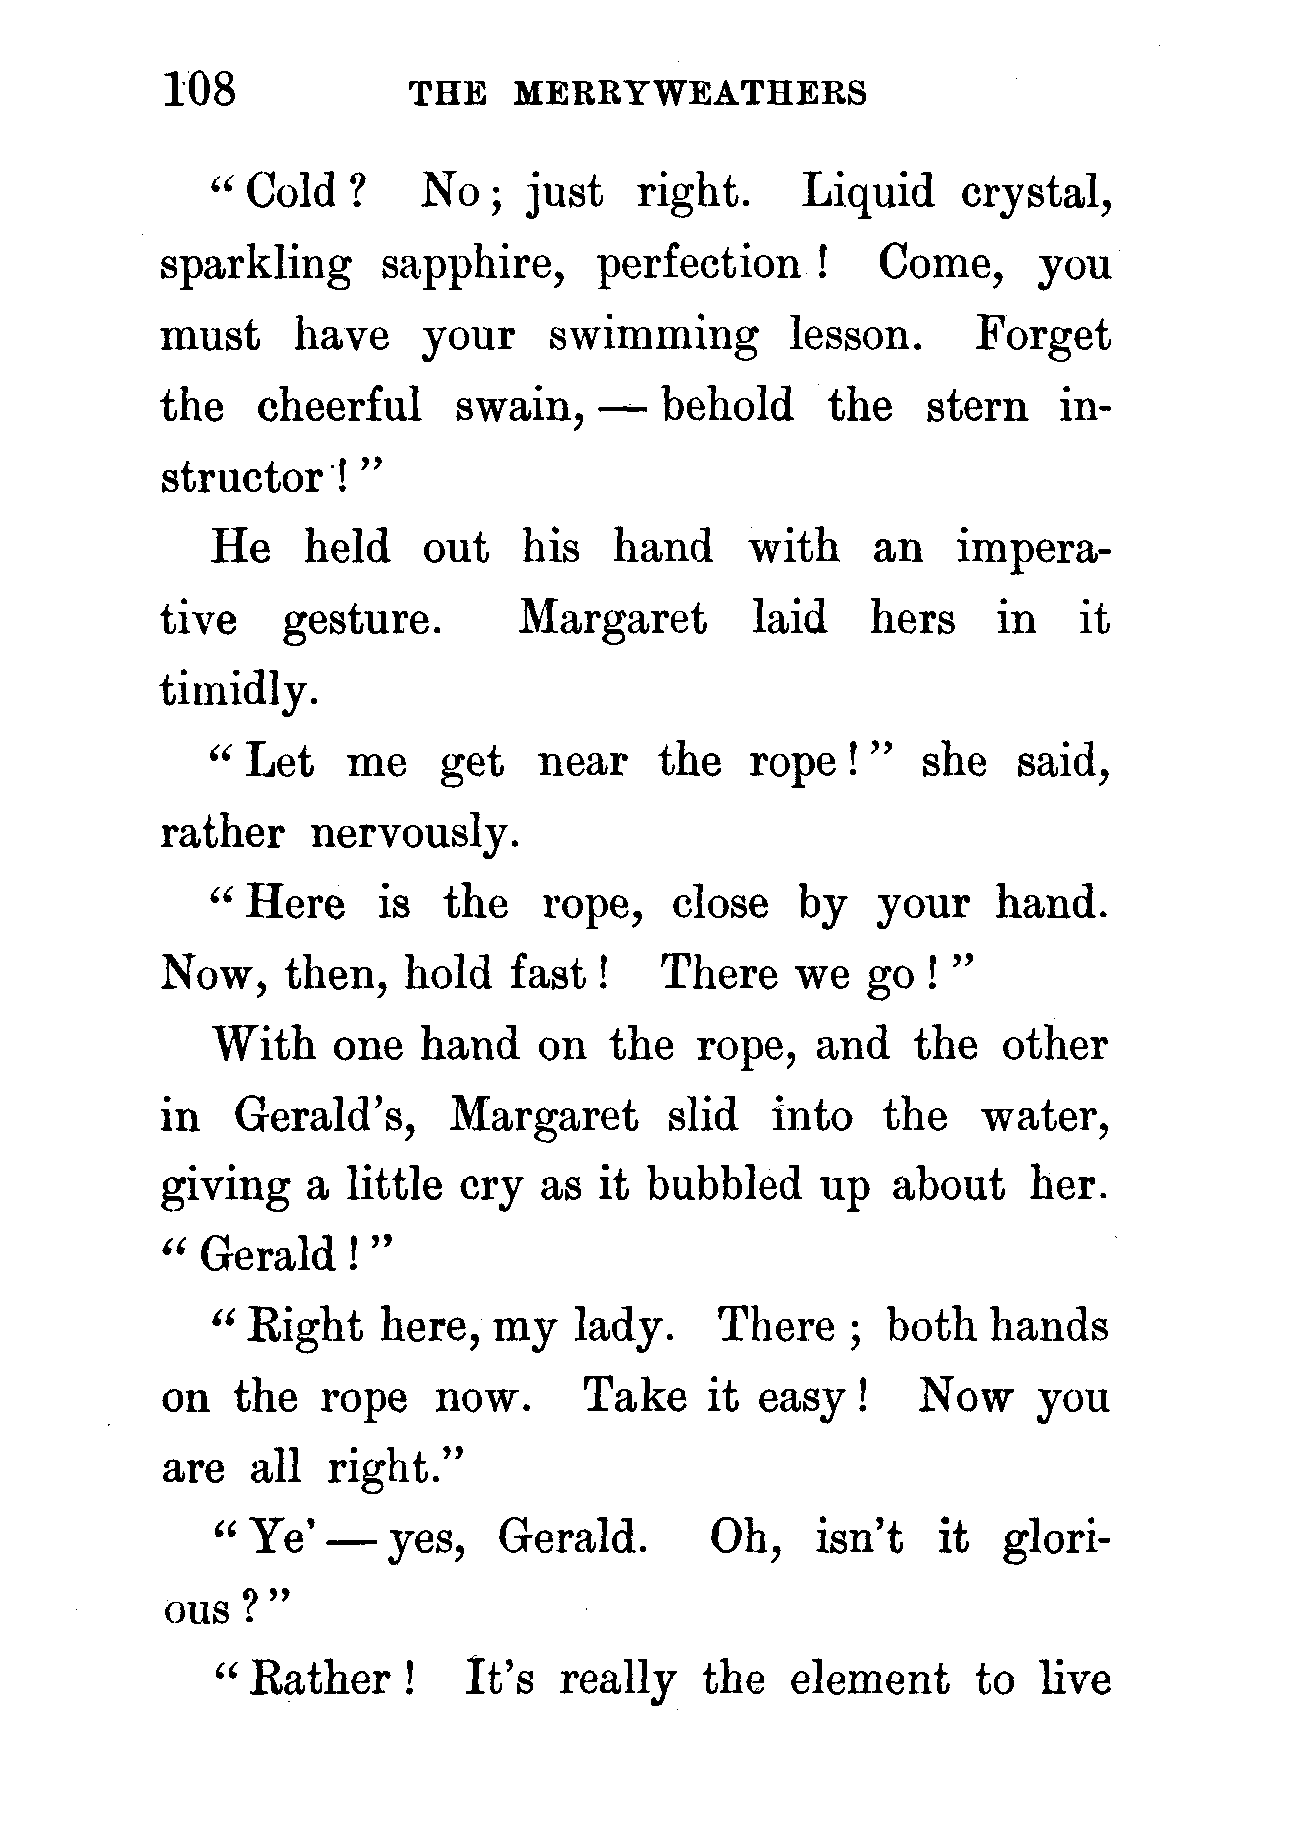 108 THE MERRYWEATHERS
“Cold? No; just right. Liquid crystal,
sparkling sapphire, perfection! Come, you
must have your swimming lesson. Forget
the cheerful swain, — behold the stern in-
structor!”
He held out his hand with an impera-
tive gesture. Margaret laid hers in it
timidly.
“Let me get near the rope!” she said,
rather nervously.
“Here is the rope, close by your hand.
Now, then, hold fast! There we go!”
With one hand on the rope, and the other
in Gerald’s, Margaret slid into the water,
giving a little cry as it bubbled up about her.
“Gerald!”
“Right here, my lady. There; both hands
on the rope now. Take it easy! Now you
are all right.”
“Ye’ — yes, Gerald. Oh, isn’t it glori-
ous?”
“Rather! It’s really the element to live